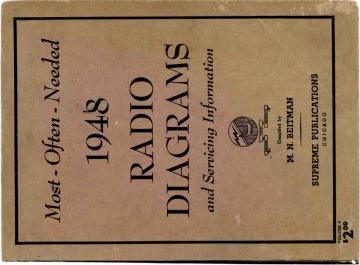 Most - Often - Needed
1948
RADIO
DIAGRAMS
and Servicing Information
Compiled by
M. N. BEITMAN
SUPREME PUBLICATIONS
CHICAGO
$2.00